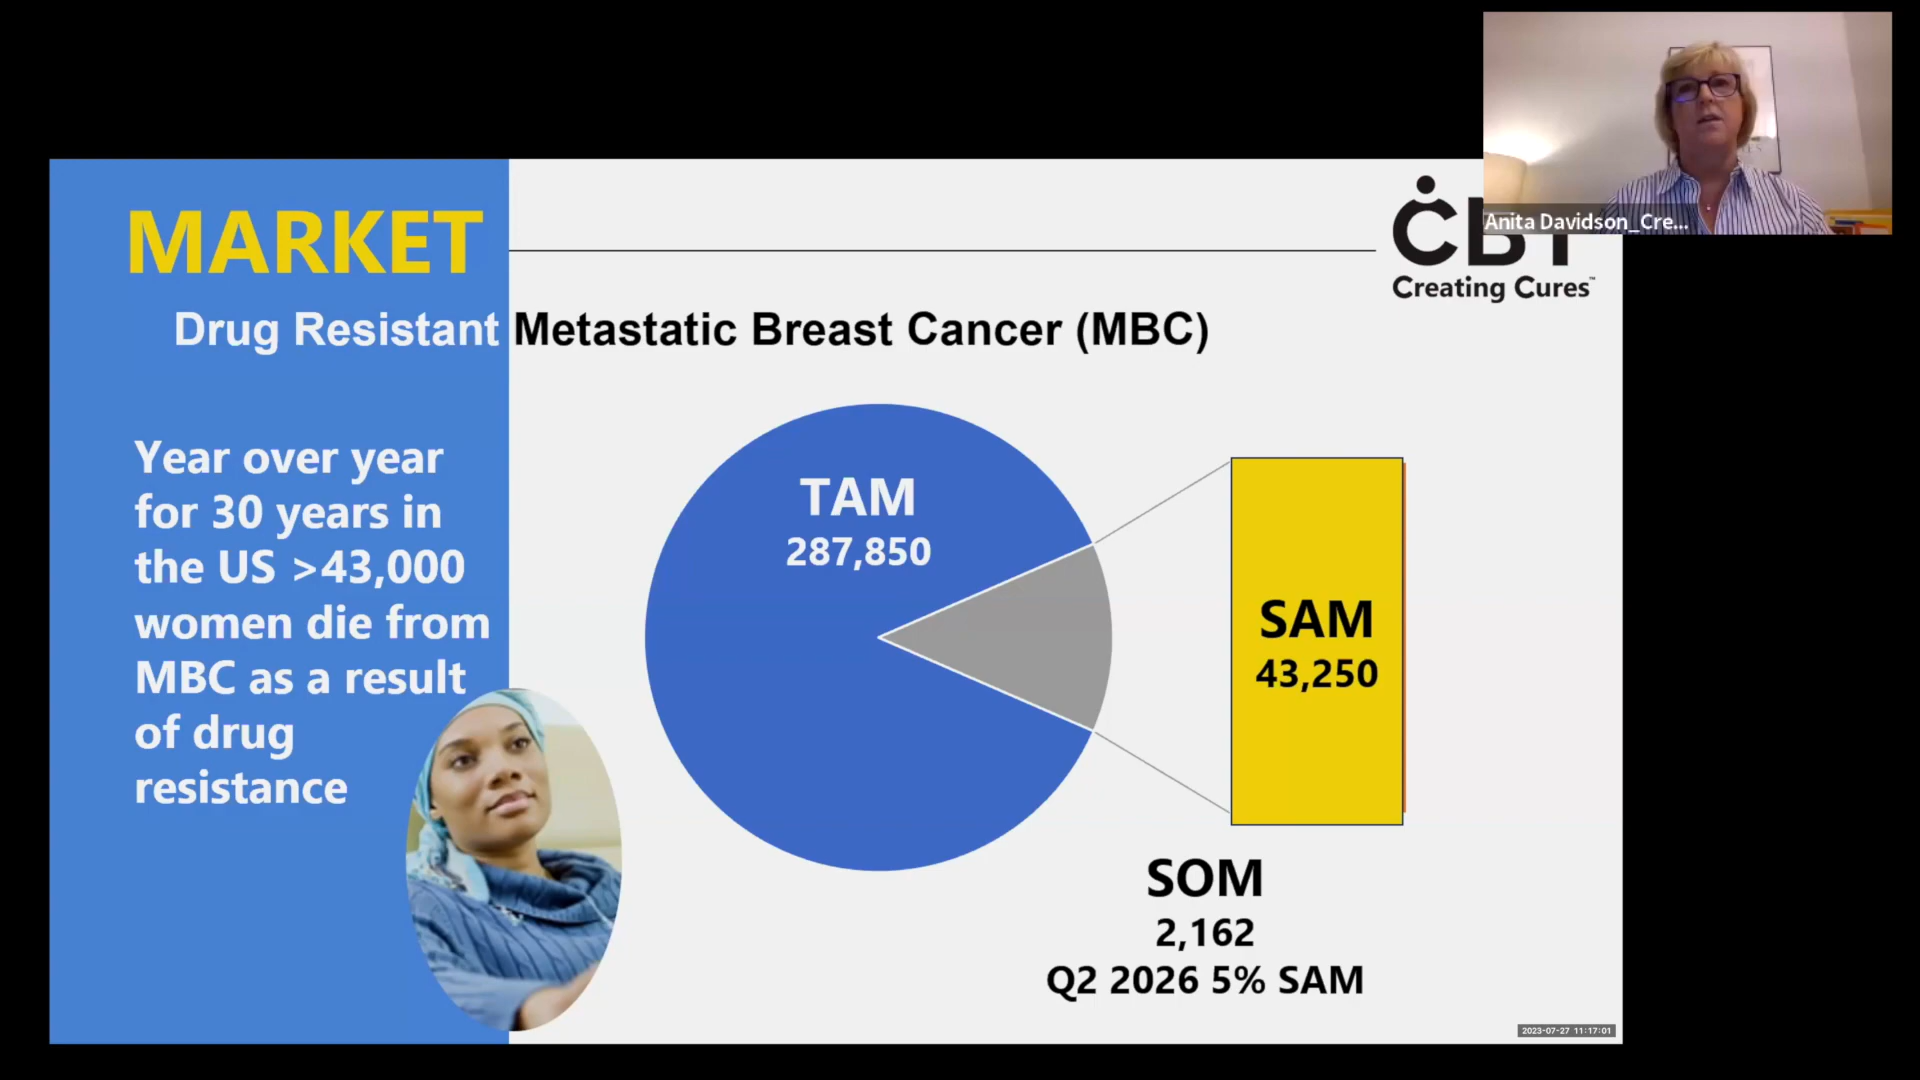 Anita Davidson_Cre...
MARKET
CBT
Creating Cures™
Drug Resistant Metastatic Breast Cancer (MBC)
Year over year
for 30 years in
the US >43,000
women die from
MBC as a result
of drug
resistance
TAM
287,850
SAM
43,250
SOM
2,162
Q2 2026 5% SAM
2023-07-27 11:17:01